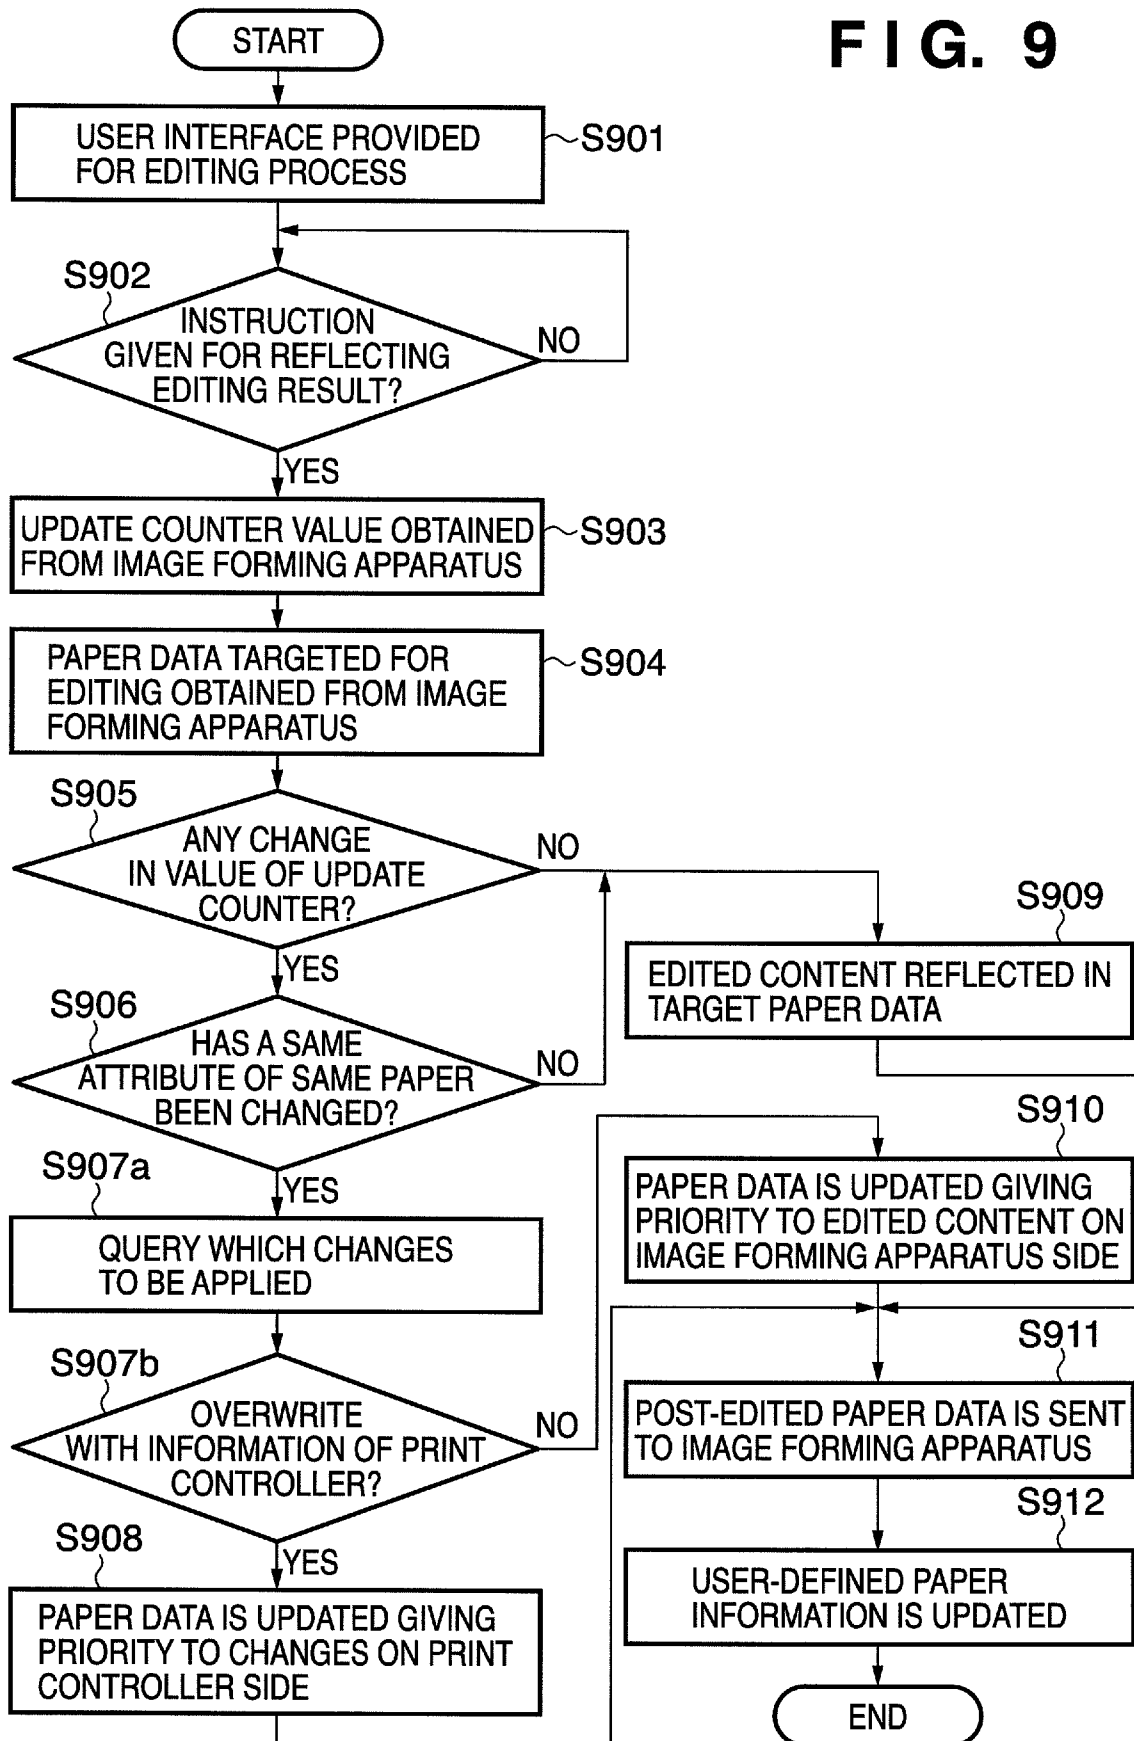 FIG. 9
START
USER INTERFACE PROVIDED
FOR EDITING PROCESS
S901
S902
INSTRUCTION
GIVEN FOR REFLECTING
EDITING RESULT?
NO
YES
UPDATE COUNTER VALUE OBTAINED
FROM IMAGE FORMING APPARATUS
S903
PAPER DATA TARGETED FOR
EDITING OBTAINED FROM IMAGE
FORMING APPARATUS
S904
S905
ANY CHANGE
IN VALUE OF UPDATE
COUNTER?
NO
YES
S906
HAS A SAME
ATTRIBUTE OF SAME PAPER
BEEN CHANGED?
NO
YES
S907a
QUERY WHICH CHANGES
TO BE APPLIED
S907b
OVERWRITE
WITH INFORMATION OF PRINT
CONTROLLER?
NO
YES
S908
PAPER DATA IS UPDATED GIVING
PRIORITY TO CHANGES ON PRINT
CONTROLLER SIDE
S909
EDITED CONTENT REFLECTED IN
TARGET PAPER DATA
S910
PAPER DATA IS UPDATED GIVING
PRIORITY TO EDITED CONTENT ON
IMAGE FORMING APPARATUS SIDE
S911
POST-EDITED PAPER DATA IS SENT
TO IMAGE FORMING APPARATUS
S912
USER-DEFINED PAPER
INFORMATION IS UPDATED
END